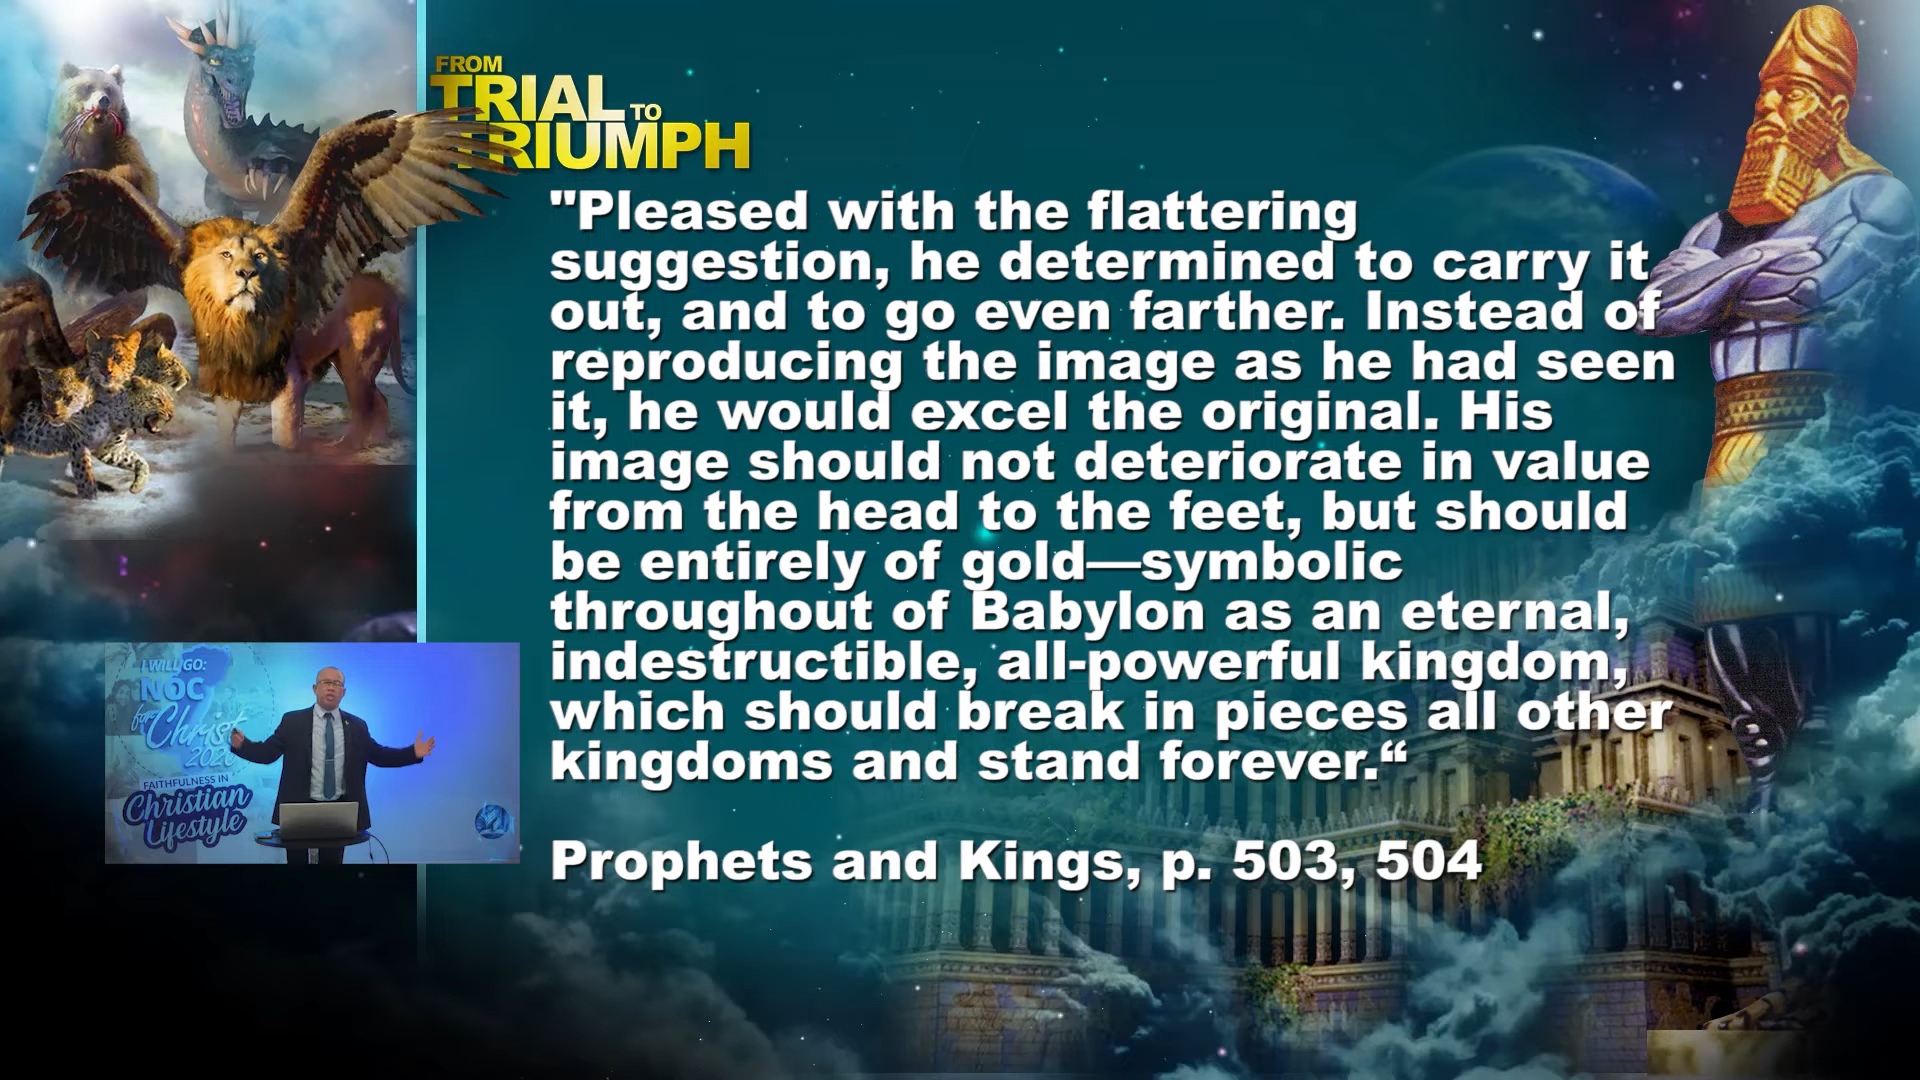 FROM
TRIAL TO
TRIUMPH
"Pleased with the flattering
suggestion, he determined to carry it
out, and to go even farther. Instead of
reproducing the image as he had seen
it, he would excel the original. His
image should not deteriorate in value
from the head to the feet, but should
be entirely of gold—symbolic
throughout of Babylon as an eternal,
indestructible, all-powerful kingdom,
which should break in pieces all other
kingdoms and stand forever.“
Prophets and Kings, p. 503, 504
I WILL GO:
NOC
for Christ
FAITHFULNESS IN
Christian
Lifestyle